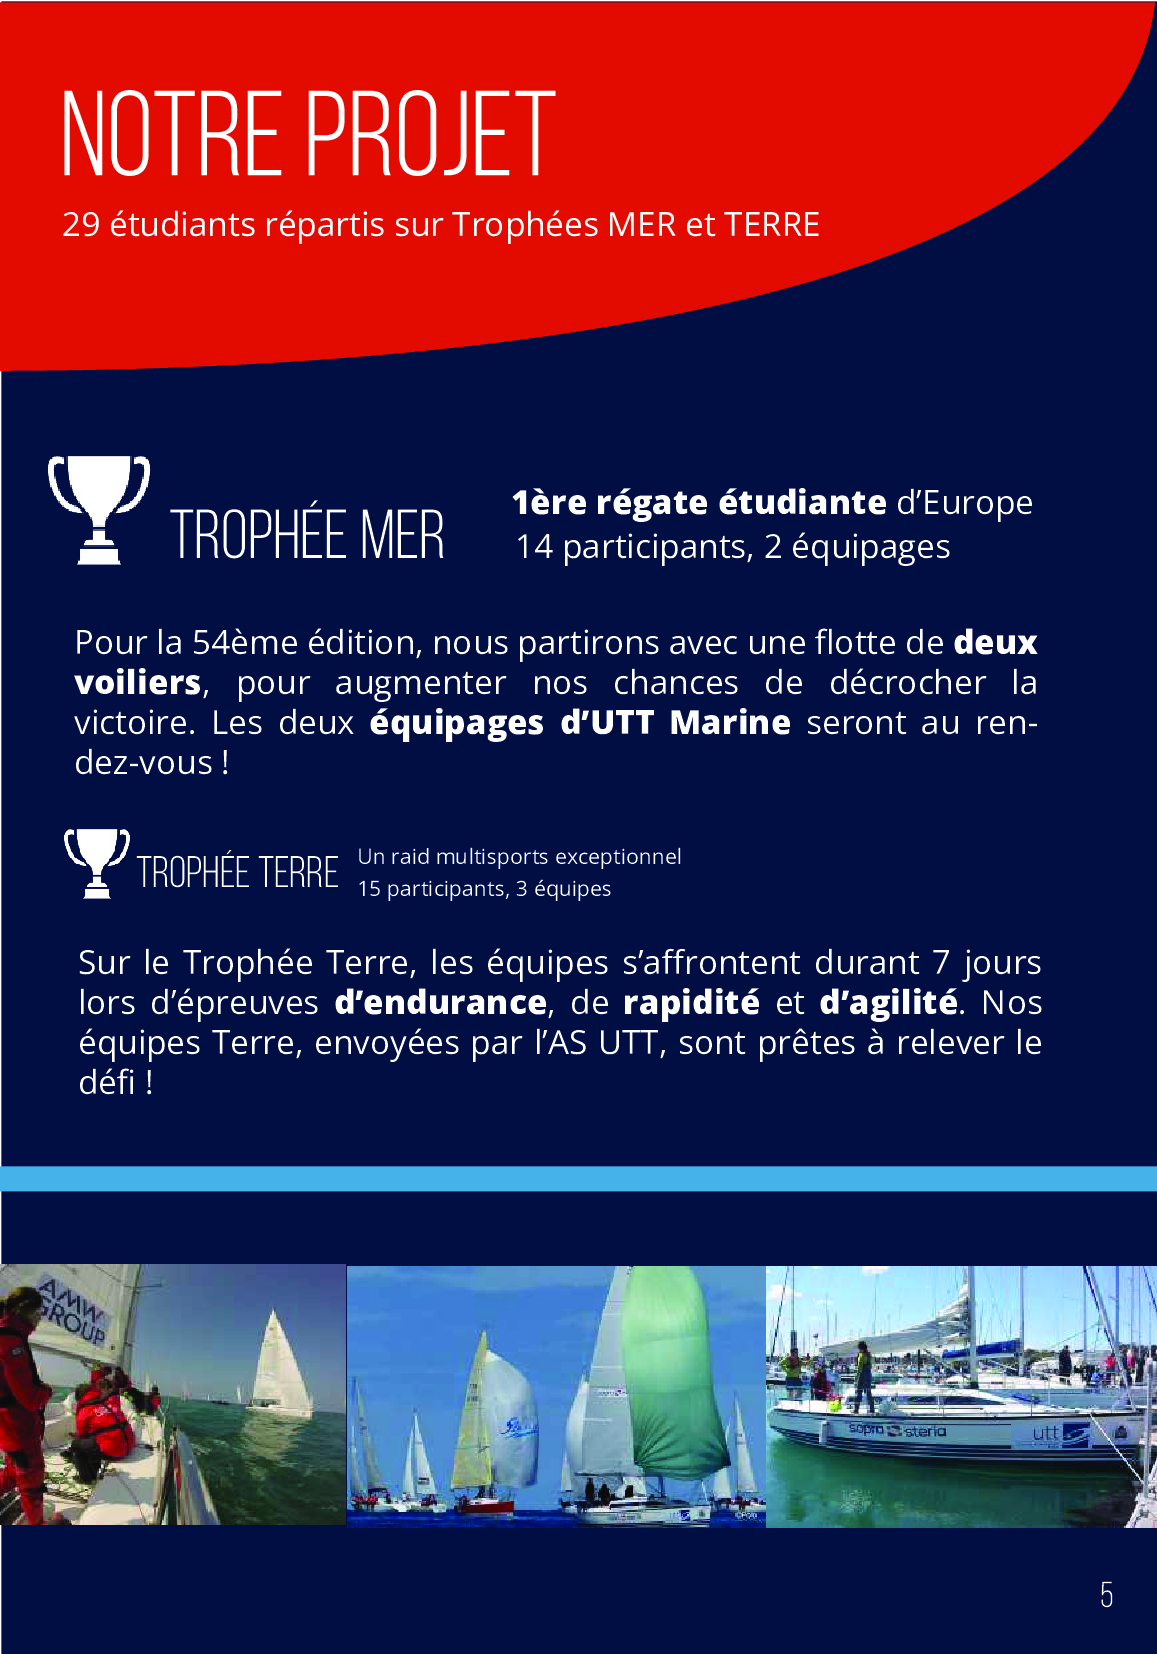 NOTRE PROJET
29 étudiants répartis sur Trophées MER et TERRE
TROPHÉE MER
1ère régate étudiante d’Europe
14 participants, 2 équipages
Pour la 54ème édition, nous partirons avec une flotte de deux
voiliers, pour augmenter nos chances de décrocher la
victoire. Les deux équipages d’UTT Marine seront au ren-
dez-vous !
TROPHÉE TERRE
Un raid multisports exceptionnel
15 participants, 3 équipes
Sur le Trophée Terre, les équipes s’affrontent durant 7 jours
lors d’épreuves d’endurance, de rapidité et d’agilité. Nos
équipes Terre, envoyées par l’AS UTT, sont prêtes à relever le
défi !
AMW
GROUP
sopra steria
utt
5